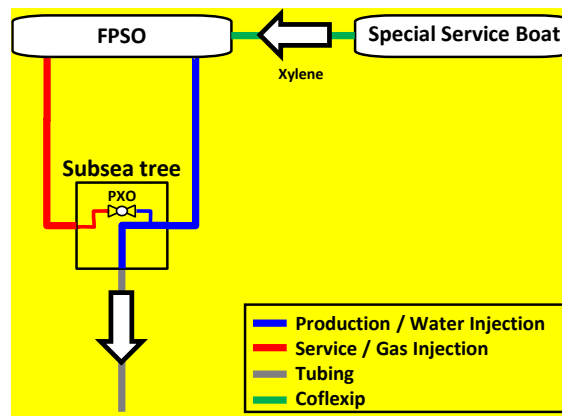 FPSO
Special Service Boat
Xylene
Subsea tree
PXO
Production / Water Injection
Service / Gas Injection
Tubing
Coflexip